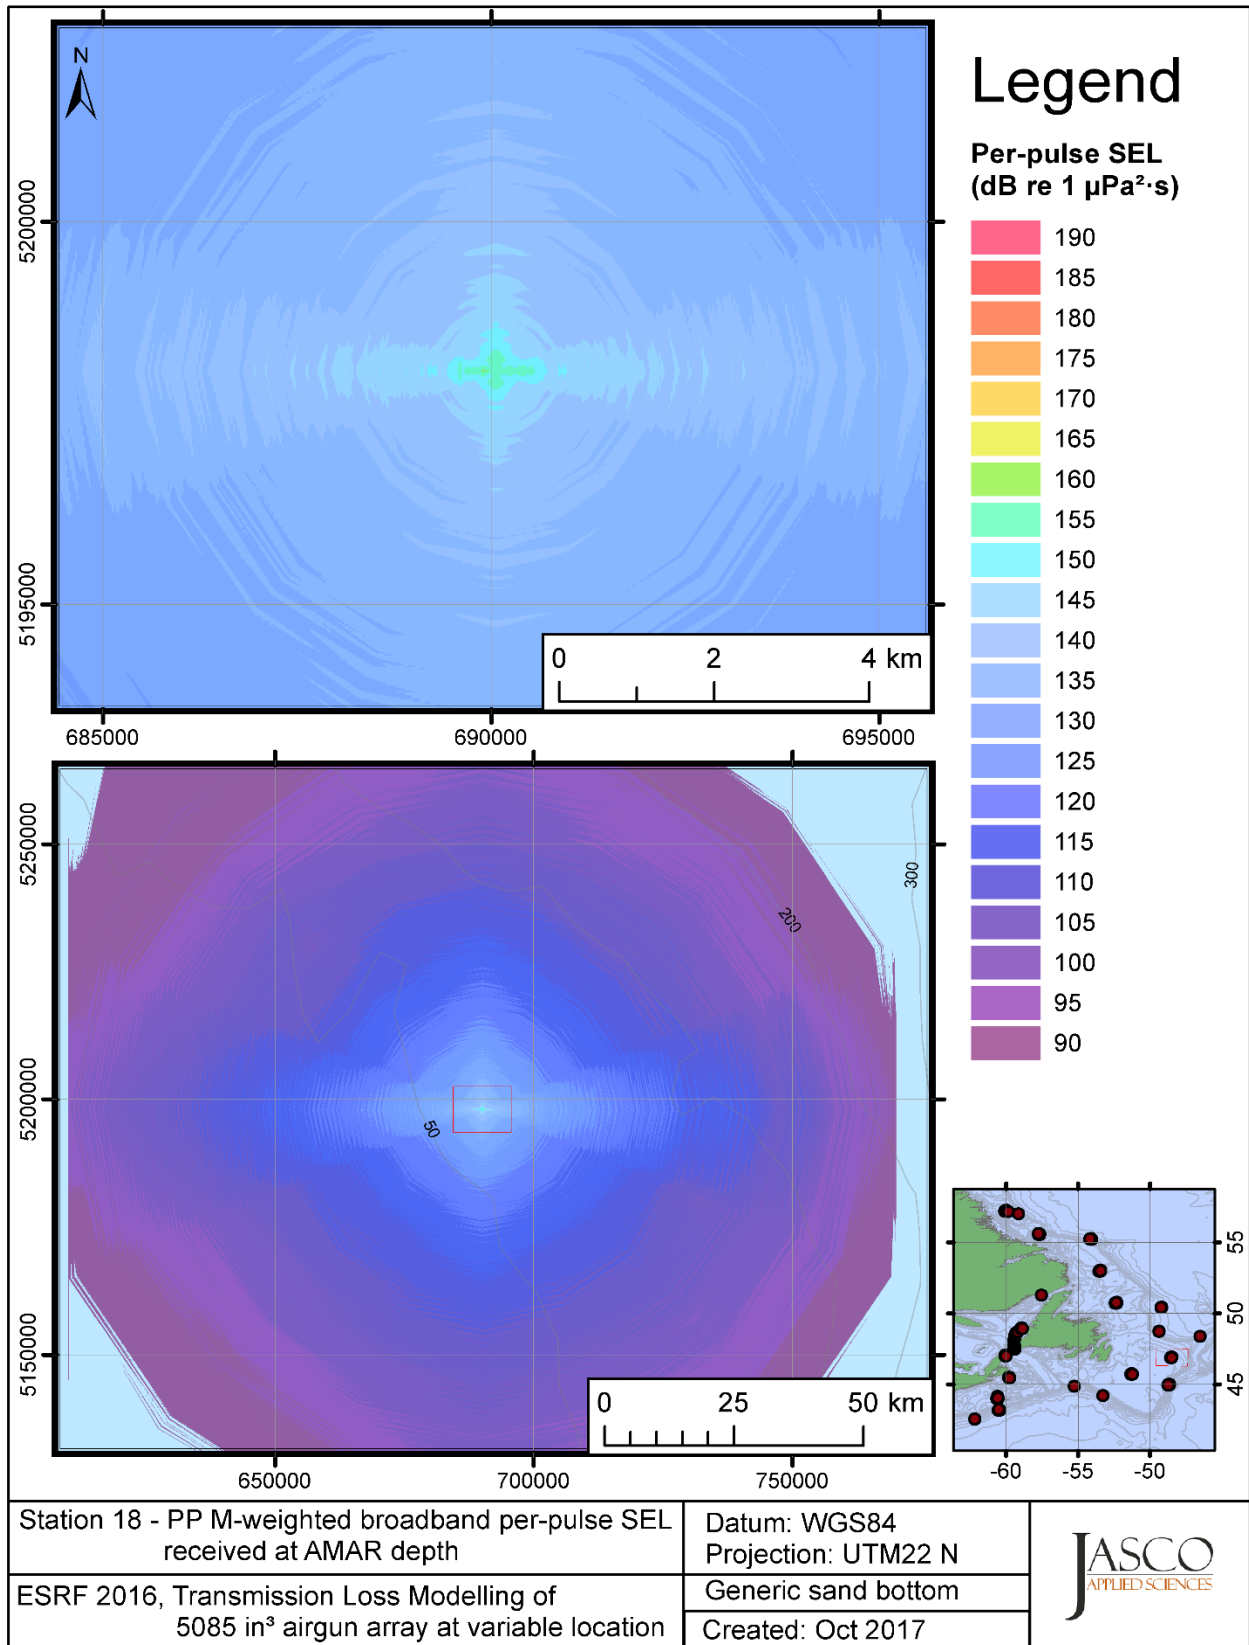 N
5200000
5195000
0 2 4 km
685000 690000 695000
5250000
5200000
5150000
300
200
50
0 25 50 km
650000 700000 750000
Legend
Per-pulse SEL
(dB re 1 µPa²·s)
190
185
180
175
170
165
160
155
150
145
140
135
130
125
120
115
110
105
100
95
90
55
50
45
-60 -55 -50
Station 18 - PP M-weighted broadband per-pulse SEL
received at AMAR depth
ESRF 2016, Transmission Loss Modelling of
5085 in³ airgun array at variable location
Datum: WGS84
Projection: UTM22 N
Generic sand bottom
Created: Oct 2017
JASCO
APPLIED SCIENCES